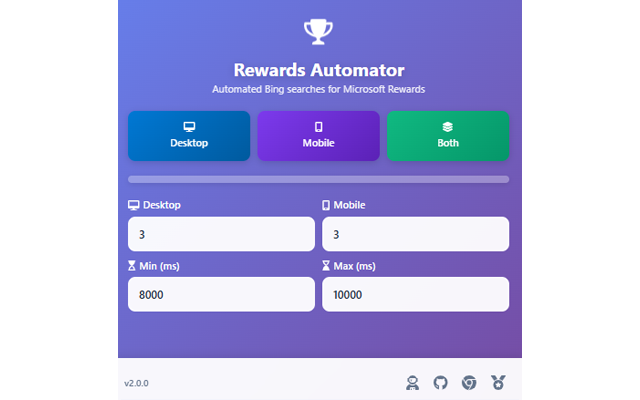 Rewards Automator
Automated Bing searches for Microsoft Rewards
Desktop Mobile Both
Desktop Mobile
3 3
Min (ms) Max (ms)
8000 10000
v2.0.0